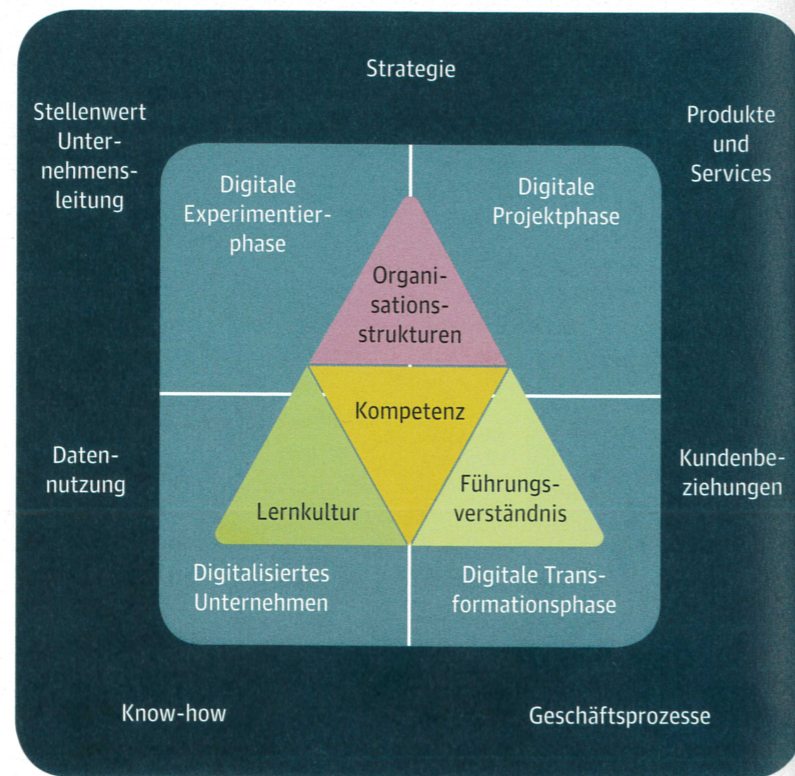 Strategie
Stellenwert
Unter-
nehmens-
leitung
Produkte
und
Services
Digitale
Experimentier-
phase
Digitale
Projektphase
Organi-
sations-
strukturen
Kompetenz
Daten-
nutzung
Kundenbe-
ziehungen
Lernkultur
Führungs-
verständnis
Digitalisiertes
Unternehmen
Digitale Trans-
formationsphase
Know-how
Geschäftsprozesse